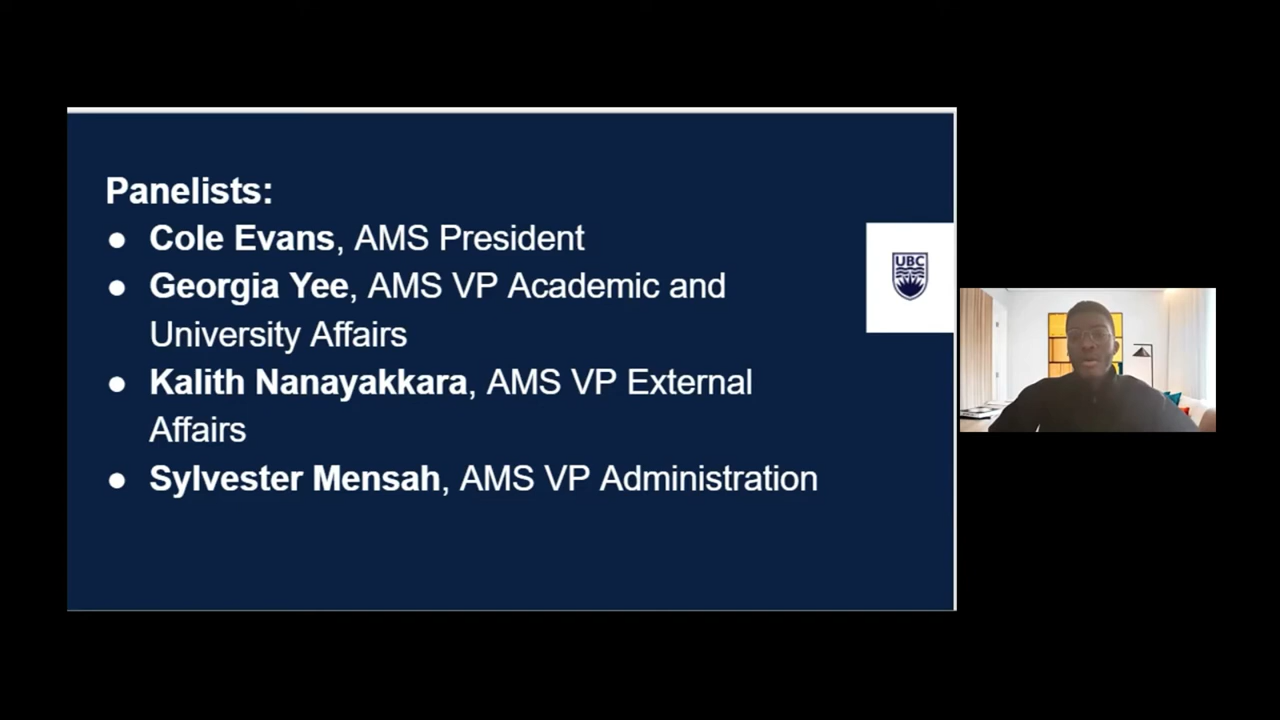 Panelists:
● Cole Evans, AMS President
● Georgia Yee, AMS VP Academic and
University Affairs
● Kalith Nanayakkara, AMS VP External
Affairs
● Sylvester Mensah, AMS VP Administration
UBC